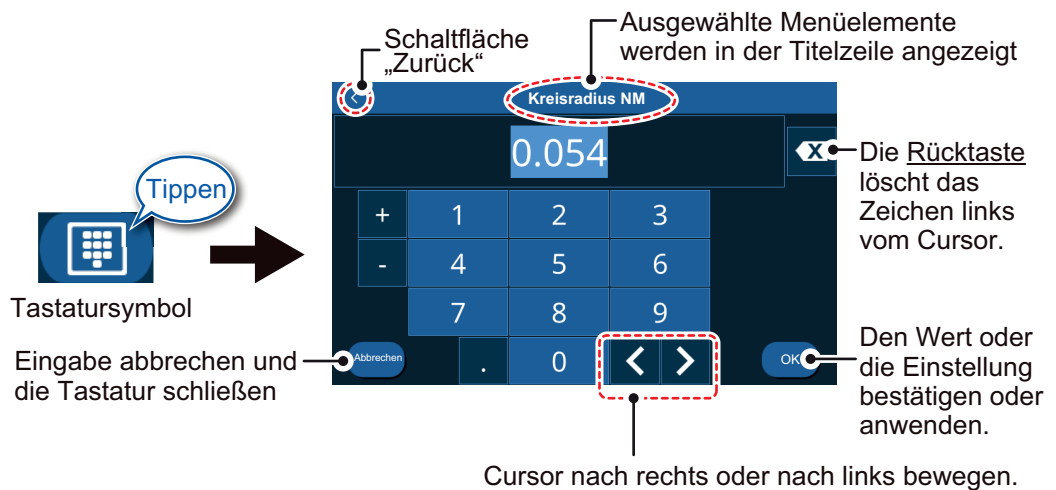 Ausgewählte Menüelemente
werden in der Titelzeile angezeigt
Schaltfläche
„Zurück“
Kreisradius NM
0.054
X
Die Rücktaste
löscht das
Zeichen links
vom Cursor.
Tippen
Tastatursymbol
+ 1 2 3
- 4 5 6
7 8 9
Abbrechen . 0 < > OK
Eingabe abbrechen und
die Tastatur schließen
Den Wert oder
die Einstellung
bestätigen oder
anwenden.
Cursor nach rechts oder nach links bewegen.